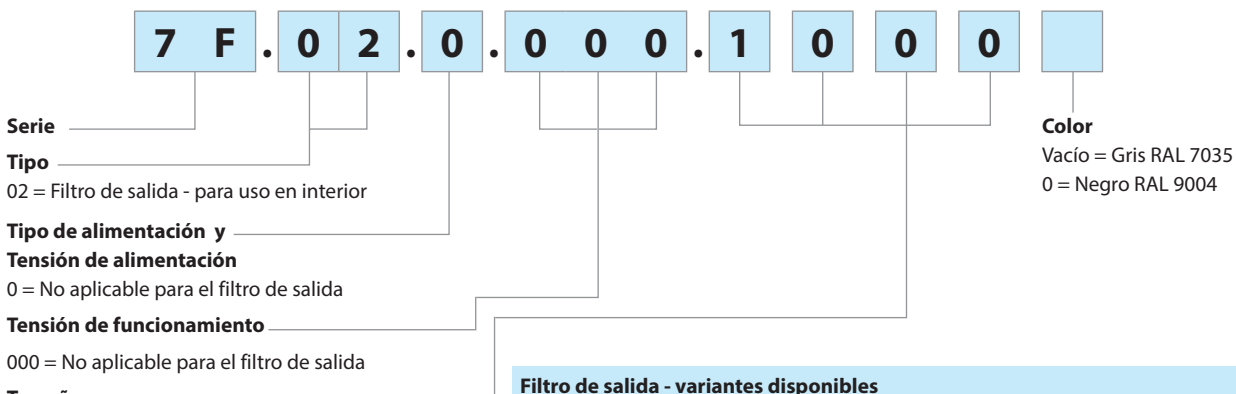 7 F . 0 2 . 0 . 0 0 0 . 1 0 0 0
Serie
Tipo
02 = Filtro de salida - para uso en interior
Tipo de alimentación y
Tensión de alimentación
0 = No aplicable para el filtro de salida
Tensión de funcionamiento
000 = No aplicable para el filtro de salida
Color
Vacío = Gris RAL 7035
0 = Negro RAL 9004
Filtro de salida - variantes disponibles